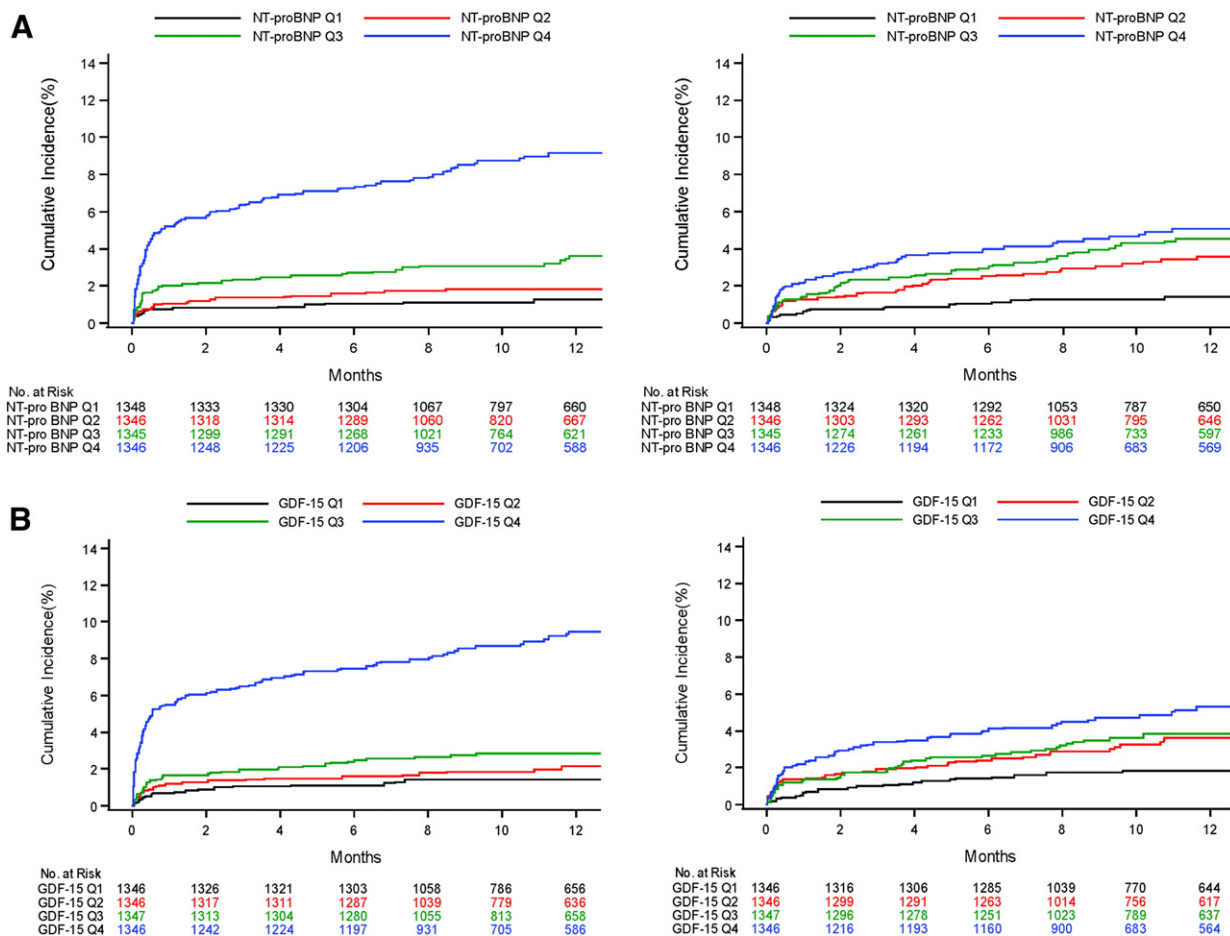 A
NT-proBNP Q1 NT-proBNP Q2
NT-proBNP Q3 NT-proBNP Q4
14
12
10
8
6
4
2
0
Cumulative Incidence(%)
0 2 4 6 8 10 12
Months
No. at Risk
NT-pro BNP Q1 1348 1333 1330 1304 1067 797 660
NT-pro BNP Q2 1346 1318 1314 1289 1060 820 667
NT-pro BNP Q3 1345 1299 1291 1268 1021 764 621
NT-pro BNP Q4 1346 1248 1225 1206 935 702 588
NT-proBNP Q1 NT-proBNP Q2
NT-proBNP Q3 NT-proBNP Q4
14
12
10
8
6
4
2
0
Cumulative Incidence(%)
0 2 4 6 8 10 12
Months
No. at Risk
NT-pro BNP Q1 1348 1324 1320 1292 1053 787 650
NT-pro BNP Q2 1346 1303 1293 1262 1031 795 646
NT-pro BNP Q3 1345 1274 1261 1233 986 733 597
NT-pro BNP Q4 1346 1226 1194 1172 906 683 569
B
GDF-15 Q1 GDF-15 Q2
GDF-15 Q3 GDF-15 Q4
14
12
10
8
6
4
2
0
Cumulative Incidence(%)
0 2 4 6 8 10 12
Months
No. at Risk
GDF-15 Q1 1346 1326 1321 1303 1058 786 656
GDF-15 Q2 1346 1317 1311 1287 1039 779 636
GDF-15 Q3 1347 1313 1304 1280 1055 813 658
GDF-15 Q4 1346 1242 1224 1197 931 705 586
GDF-15 Q1 GDF-15 Q2
GDF-15 Q3 GDF-15 Q4
14
12
10
8
6
4
2
0
Cumulative Incidence(%)
0 2 4 6 8 10 12
Months
No. at Risk
GDF-15 Q1 1346 1316 1306 1285 1039 770 644
GDF-15 Q2 1346 1299 1291 1263 1014 756 617
GDF-15 Q3 1347 1296 1278 1251 1023 789 637
GDF-15 Q4 1346 1216 1193 1160 900 683 564